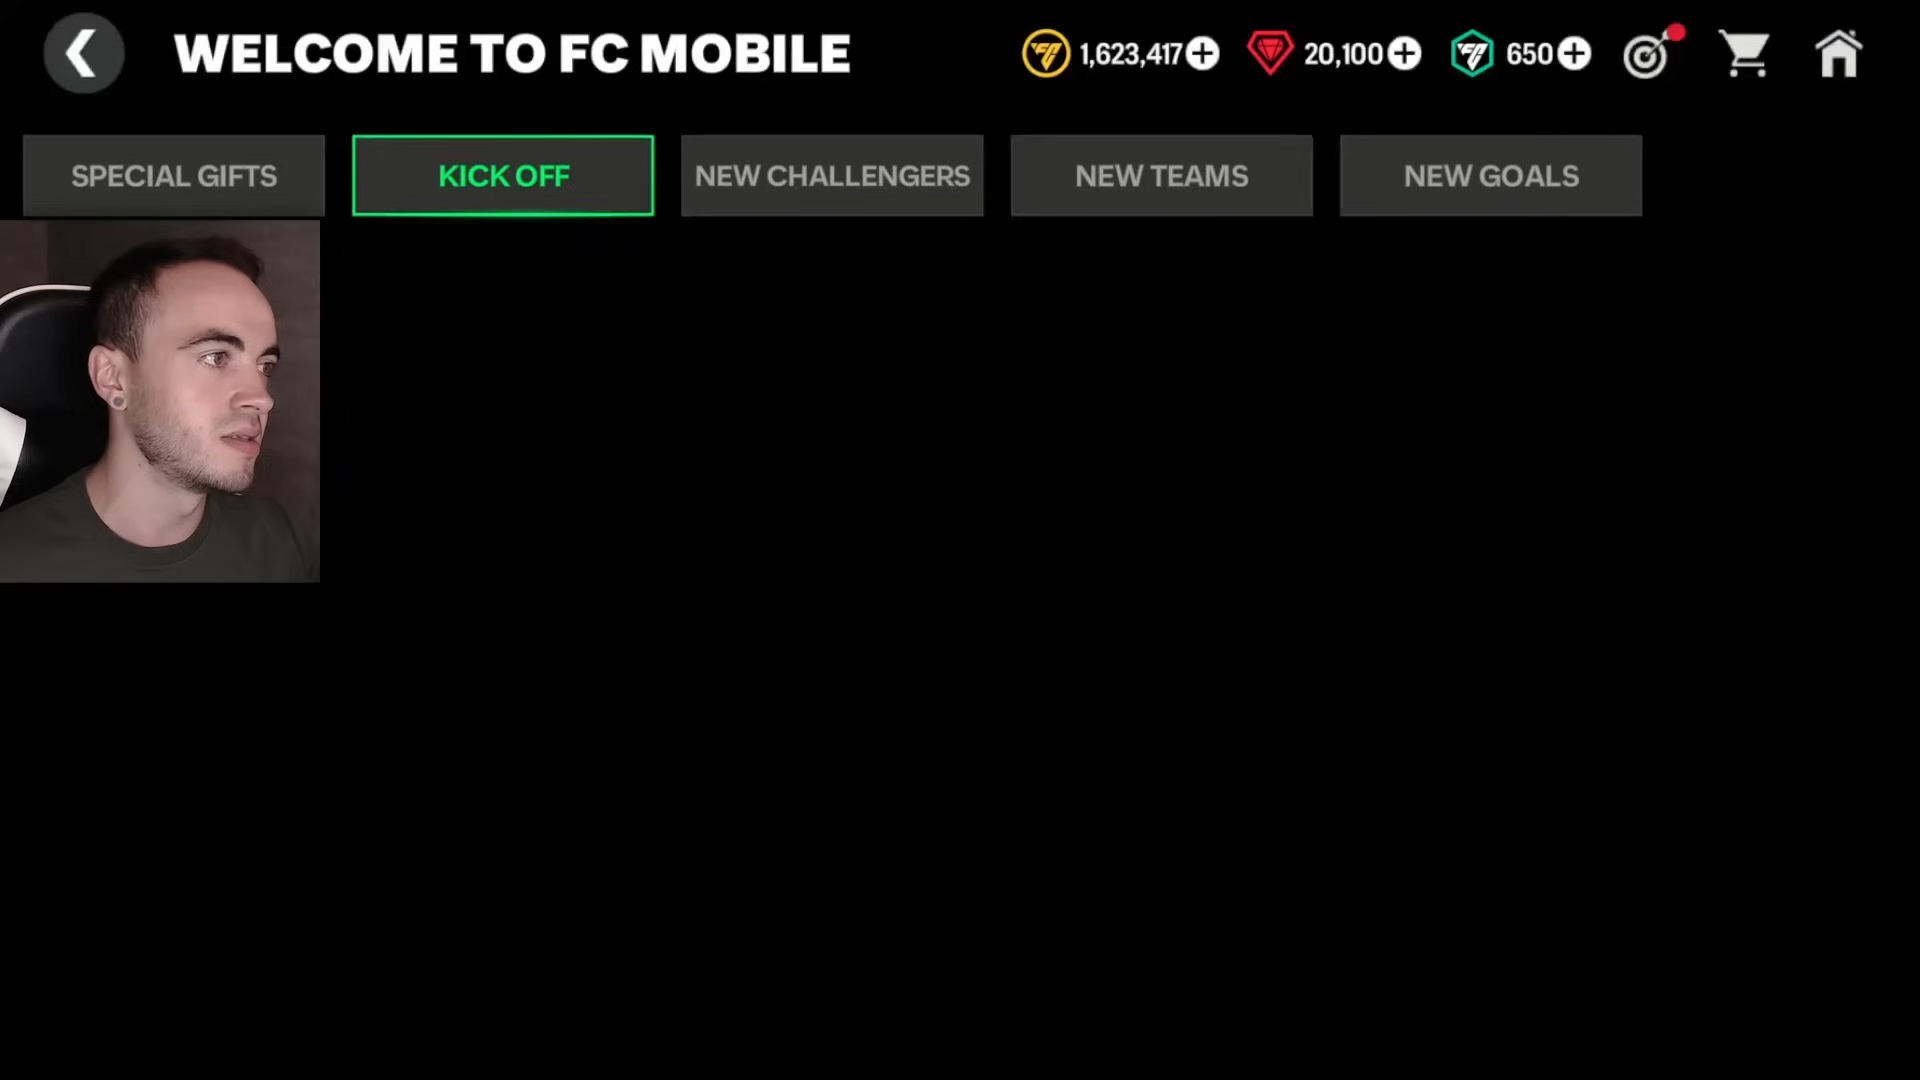 WELCOME TO FC MOBILE
1,623,417
20,100
650
SPECIAL GIFTS
KICK OFF
NEW CHALLENGERS
NEW TEAMS
NEW GOALS